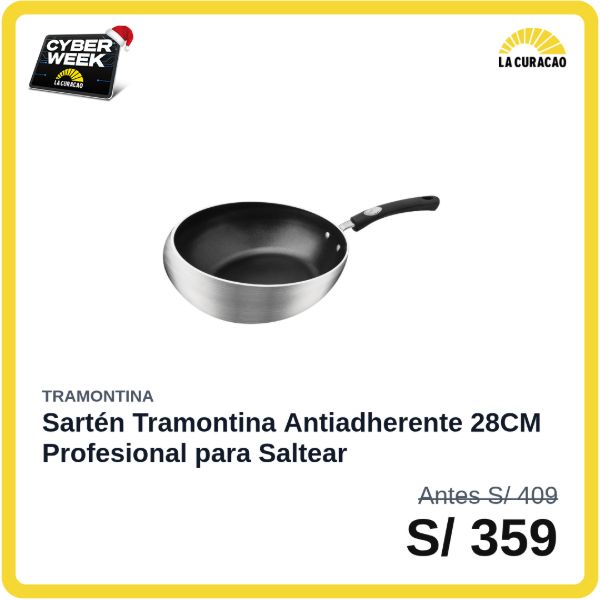 CYBER
WEEK
LA CURACAO
LA CURACAO
TRAMONTINA
Sartén Tramontina Antiadherente 28CM
Profesional para Saltear
Antes S/ 409
S/ 359